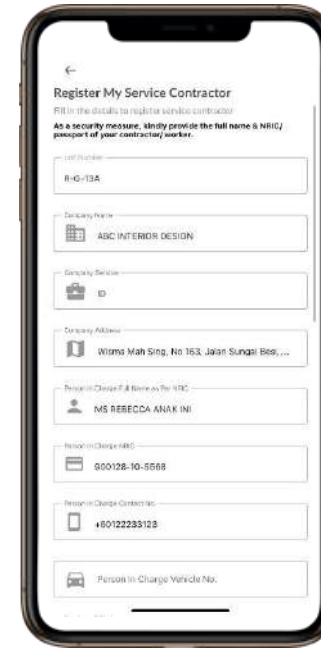 Register My Service Contractor
Fill in the details to register service contractor
As a security measure, kindly provide the full name & NRIC/
passport of your contractor/ worker.
Unit Number
R-G-13A
Company Name
ABC INTERIOR DESIGN
Company Service
ID
Company Address
Wisma Mah Sing, No 163, Jalan Sungai Besi, ...
Person In Charge Full Name as Per NRIC
MS REBECCA ANAK INI
Person In Charge NRIC
900128-10-5568
Person In Charge Contact No.
+60122233123
Person In Charge Vehicle No.